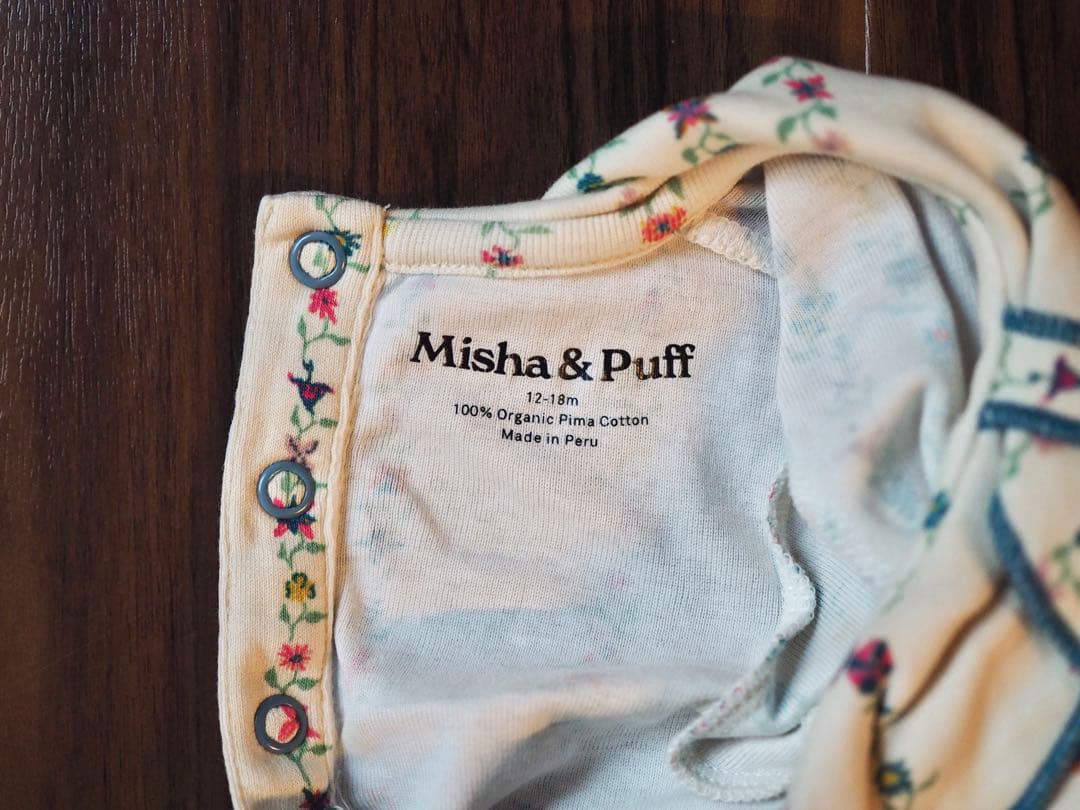 Misha & Puff
12-18m
100% Organic Pima Cotton
Made in Peru